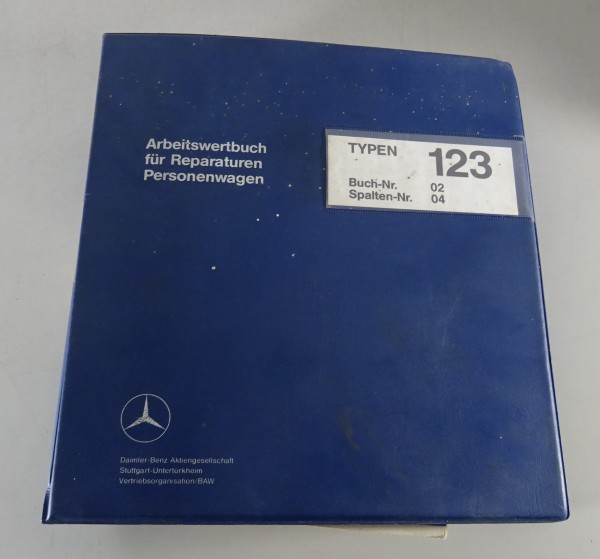 Arbeitswertbuch
für Reparaturen
Personenwagen
TYPEN 123
Buch-Nr. 02
Spalten-Nr. 04
Daimler-Benz Aktiengesellschaft
Stuttgart-Untertürkheim
Vertriebsorganisation/BAW